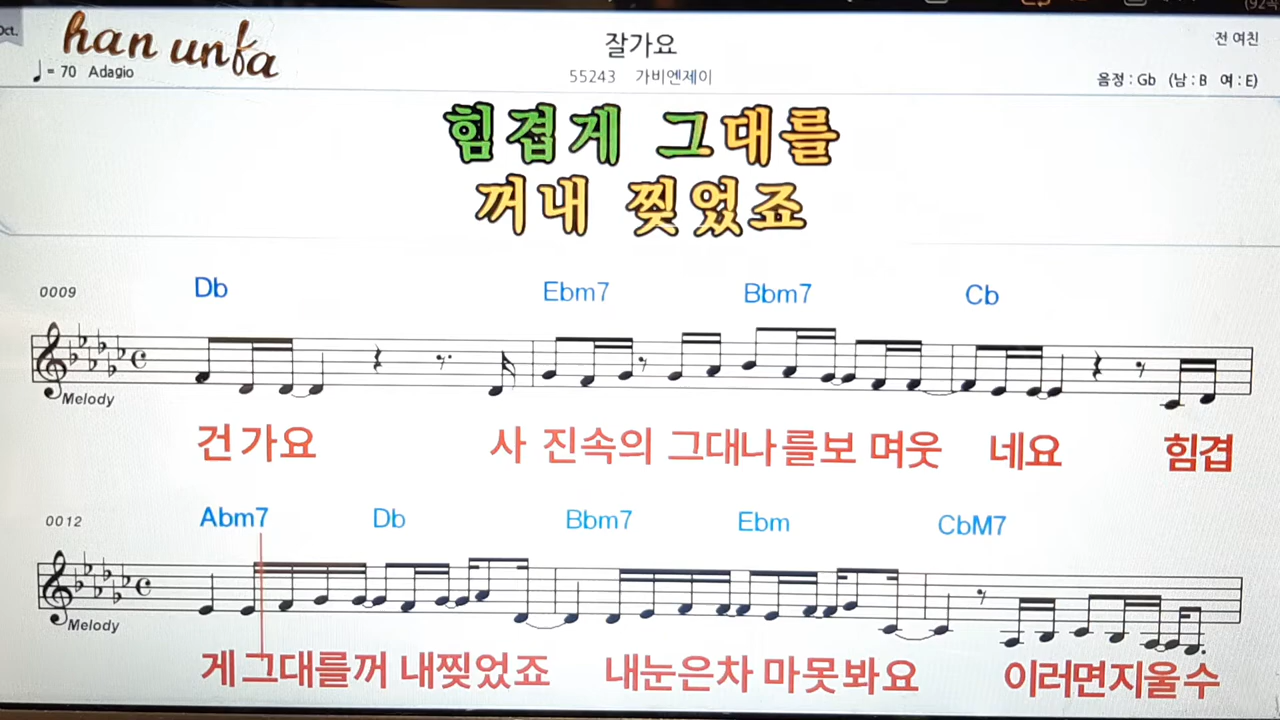 Oct.
han unfa
잘가요
전 여친
♩= 70 Adagio
55243 가비엔제이
음정 : Gb (남 : B 여 : E)
힘겹게 그대를
꺼내 찢었죠
0009
Db Ebm7 Bbm7 Cb
Melody
건 가요 사 진속의 그대나 를보 며웃 네요 힘겹
0012
Abm7 Db Bbm7 Ebm CbM7
Melody
게 그대를꺼 내찢었죠 내눈은차 마못봐요 이러면지울수